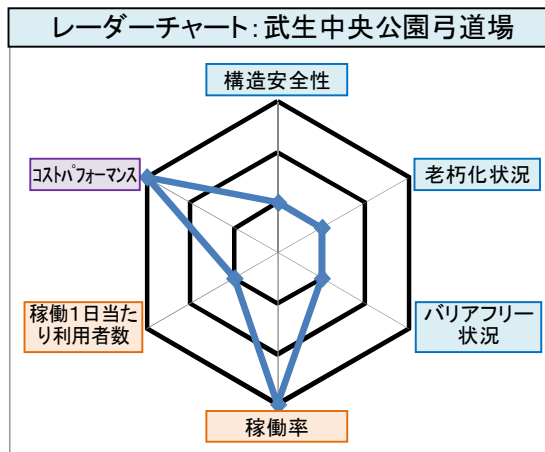 レーダーチャート：武生中央公園弓道場
構造安全性
コストパフォーマンス
老朽化状況
稼働１日当た
り利用者数
バリアフリー
状況
稼働率